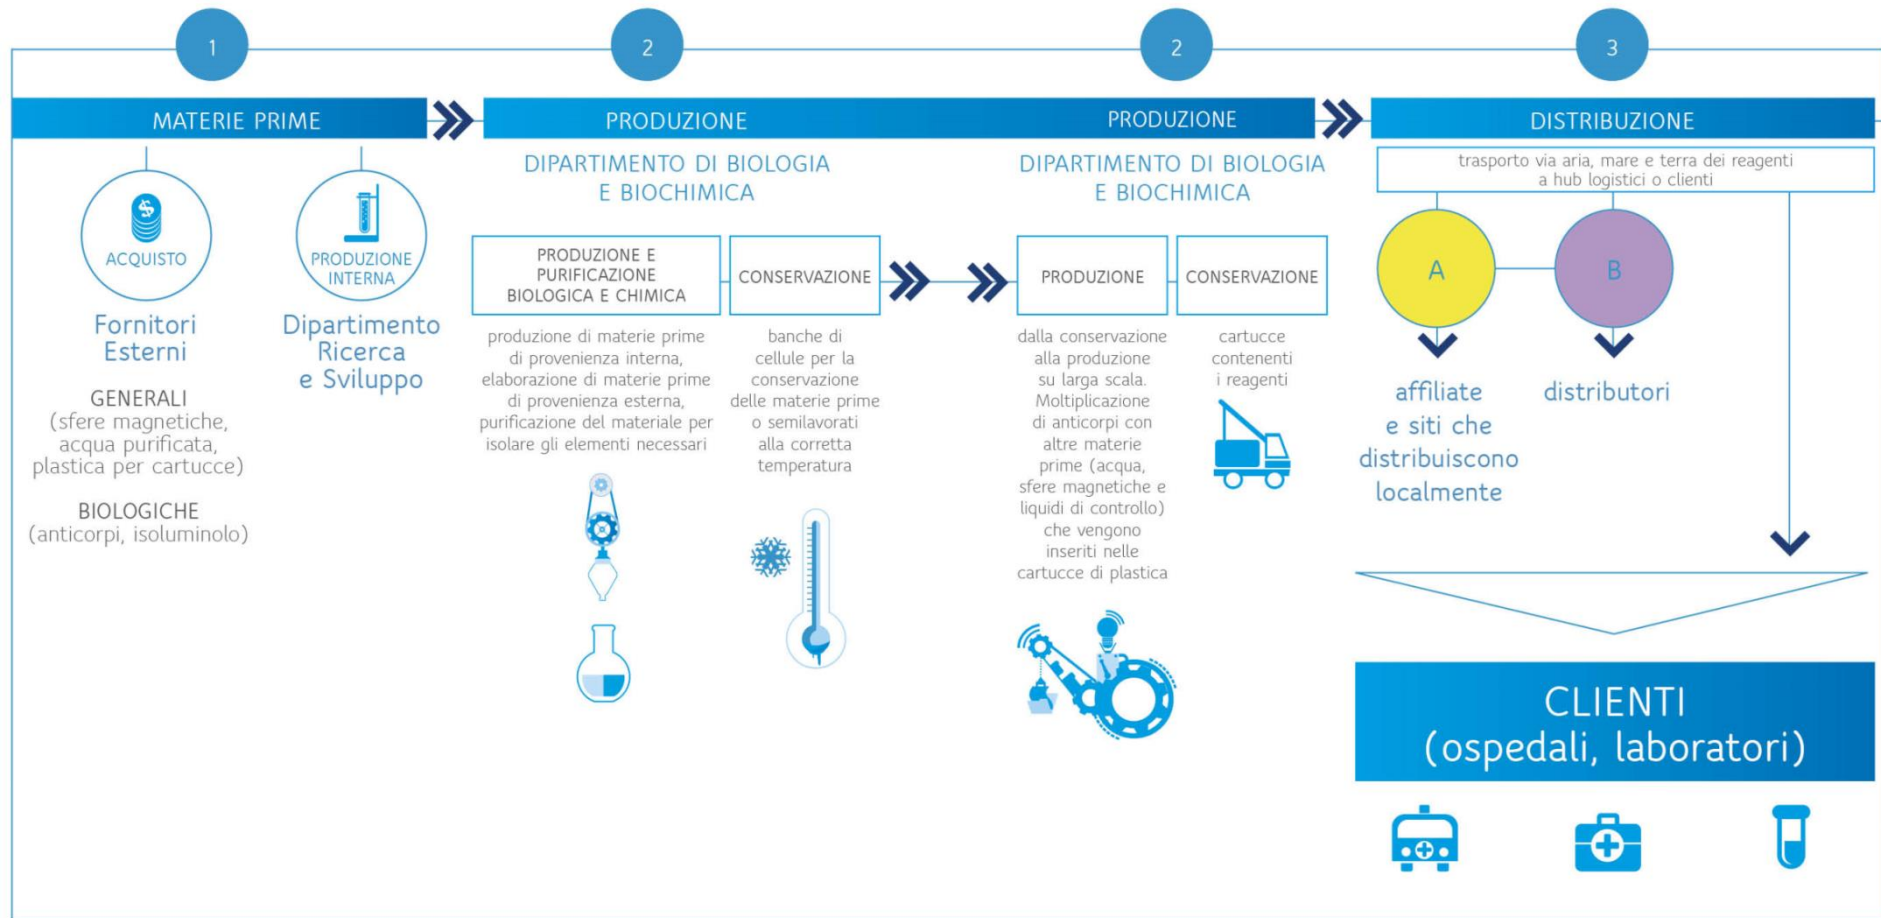 1
2
2
3
MATERIE PRIME
PRODUZIONE
PRODUZIONE
DISTRIBUZIONE
$
ACQUISTO
Fornitori
Esterni
GENERALI
(sfere magnetiche,
acqua purificata,
plastica per cartucce)
BIOLOGICHE
(anticorpi, isoluminolo)
PRODUZIONE
INTERNA
Dipartimento
Ricerca
e Sviluppo
DIPARTIMENTO DI BIOLOGIA
E BIOCHIMICA
PRODUZIONE E
PURIFICAZIONE
BIOLOGICA E CHIMICA
produzione di materie prime
di provenienza interna,
elaborazione di materie prime
di provenienza esterna,
purificazione del materiale per
isolare gli elementi necessari
CONSERVAZIONE
banche di
cellule per la
conservazione
delle materie prime
o semilavorati
alla corretta
temperatura
DIPARTIMENTO DI BIOLOGIA
E BIOCHIMICA
PRODUZIONE
dalla conservazione
alla produzione
su larga scala.
Moltiplicazione
di anticorpi con
altre materie
prime (acqua,
sfere magnetiche e
liquidi di controllo)
che vengono
inseriti nelle
cartucce di plastica
CONSERVAZIONE
cartucce
contenenti
i reagenti
trasporto via aria, mare e terra dei reagenti
a hub logistici o clienti
A
affiliate
e siti che
distribuiscono
localmente
B
distributori
CLIENTI
(ospedali, laboratori)